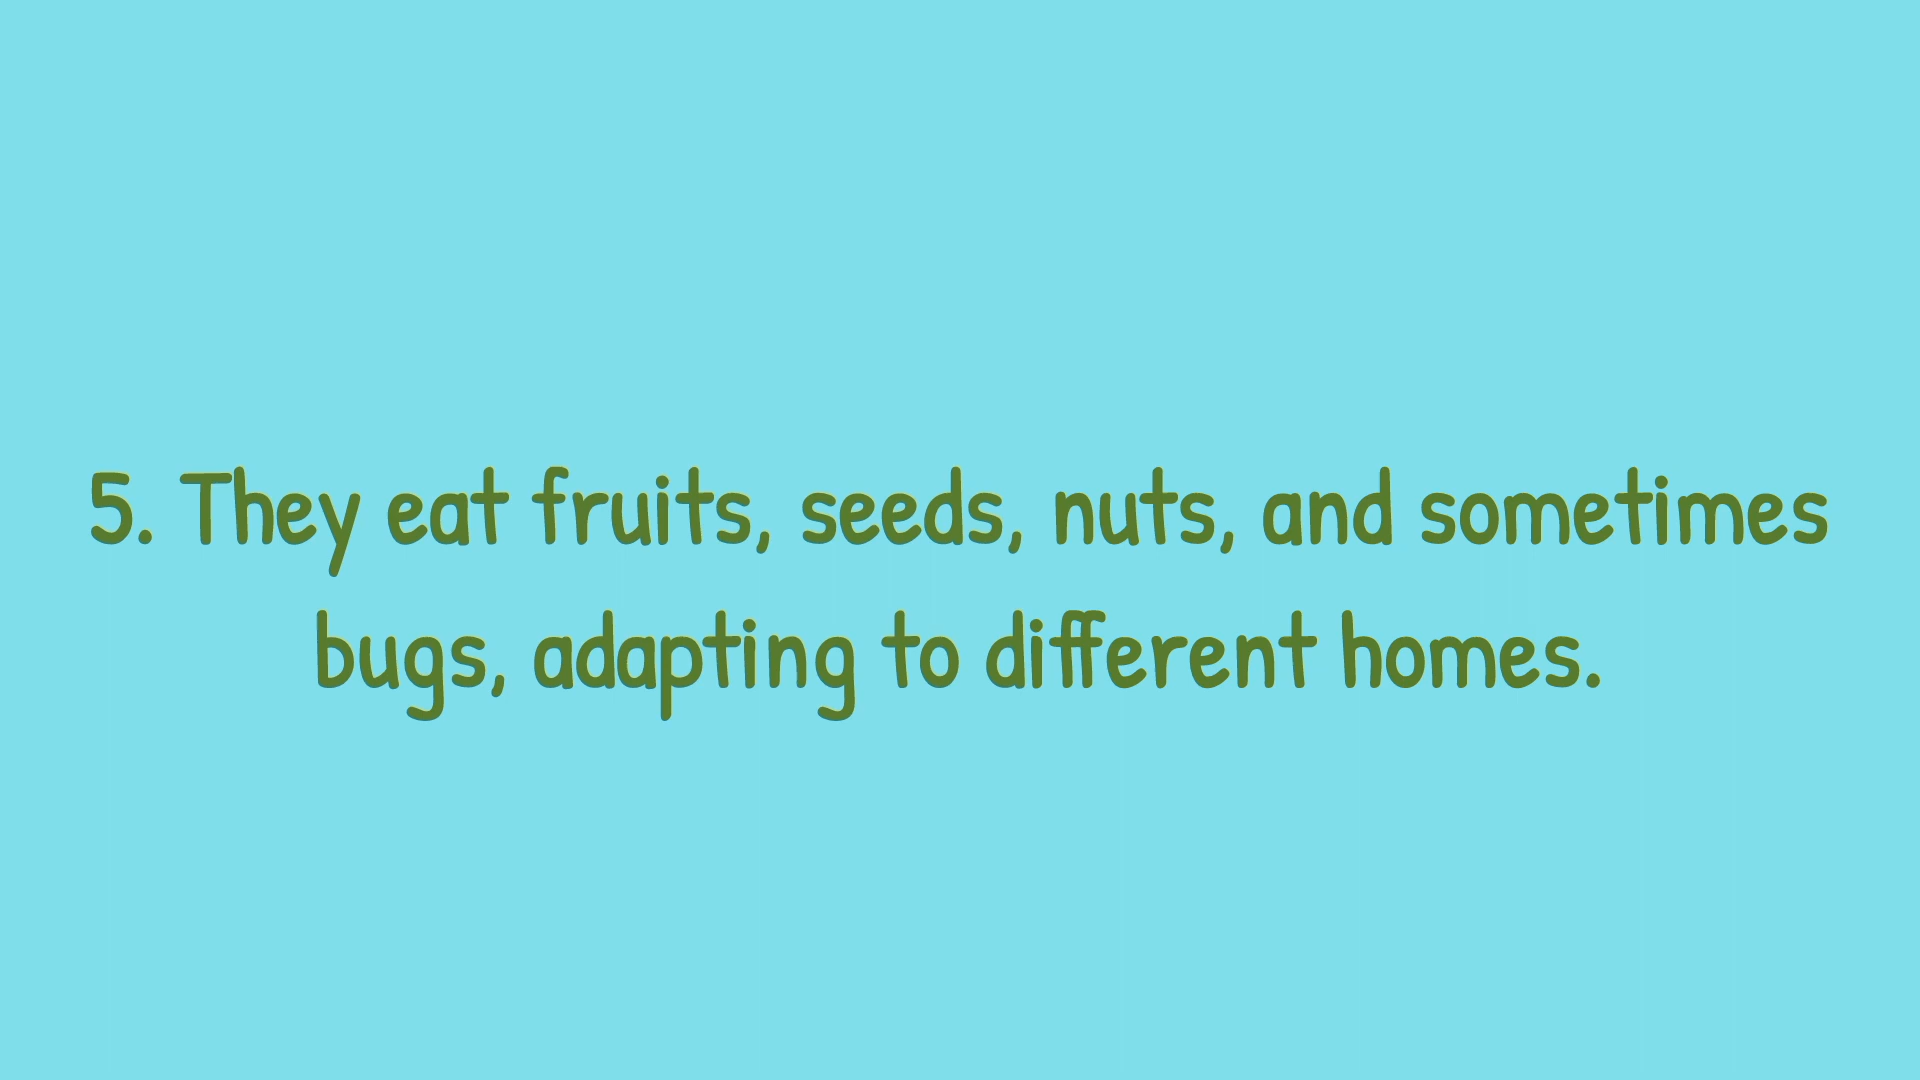 5. They eat fruits, seeds, nuts, and sometimes
bugs, adapting to different homes.